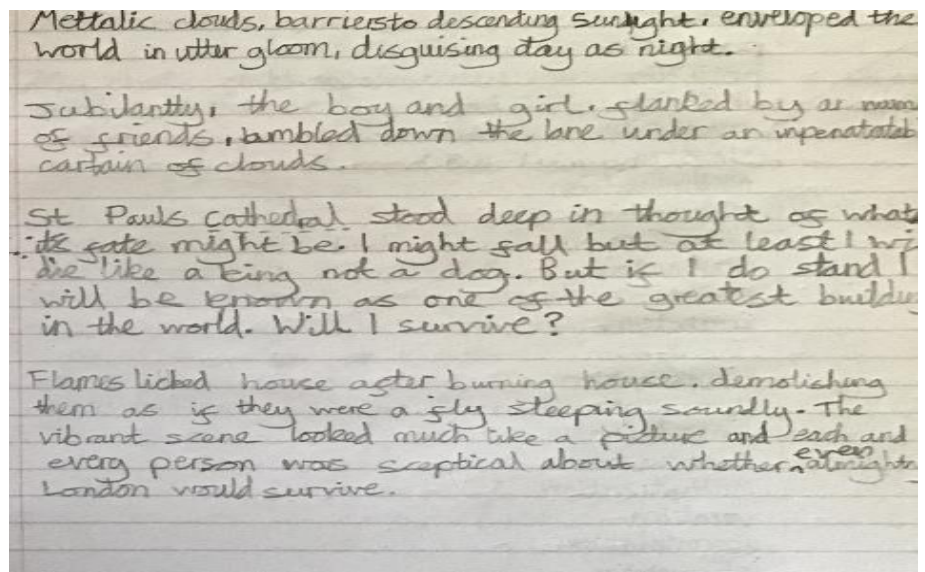 Mettalic clouds, barriers to descending sunlight, enveloped the
world in utter gloom, disguising day as night.
Jubilantly, the boy and girl, flanked by a
of friends, ambled down the lane under an
cartain of clouds.
St Pauls Cathedral stood deep in thought of what
its fate might be. I might fall but at least I
die like a king not a dog. But if I do stand I
will be known as one of the greatest
in the world. Will I survive?
Flames licked house after burning house, demolishing
them as if they were a fly sleeping soundly. The
vibrant scene looked much like a picture and each and
every person was sceptical about whether even
London would survive.